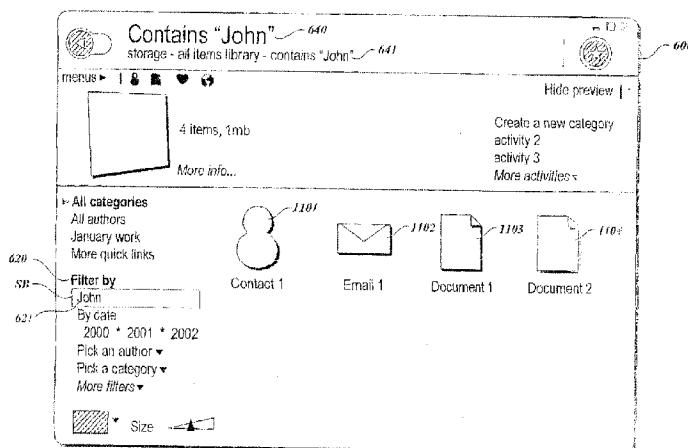 Contains “John” 640
storage - all items library - contains “John” 641
600
menus
Hide preview
4 items, 1mb
More info...
Create a new category
activity 2
activity 3
More activities
All categories
All authors
January work
More quick links
1101
1102
1103
1104
Contact 1
Email 1
Document 1
Document 2
620
Filter by
SB
John
621
By date
2000 * 2001 * 2002
Pick an author
Pick a category
More filters
Size